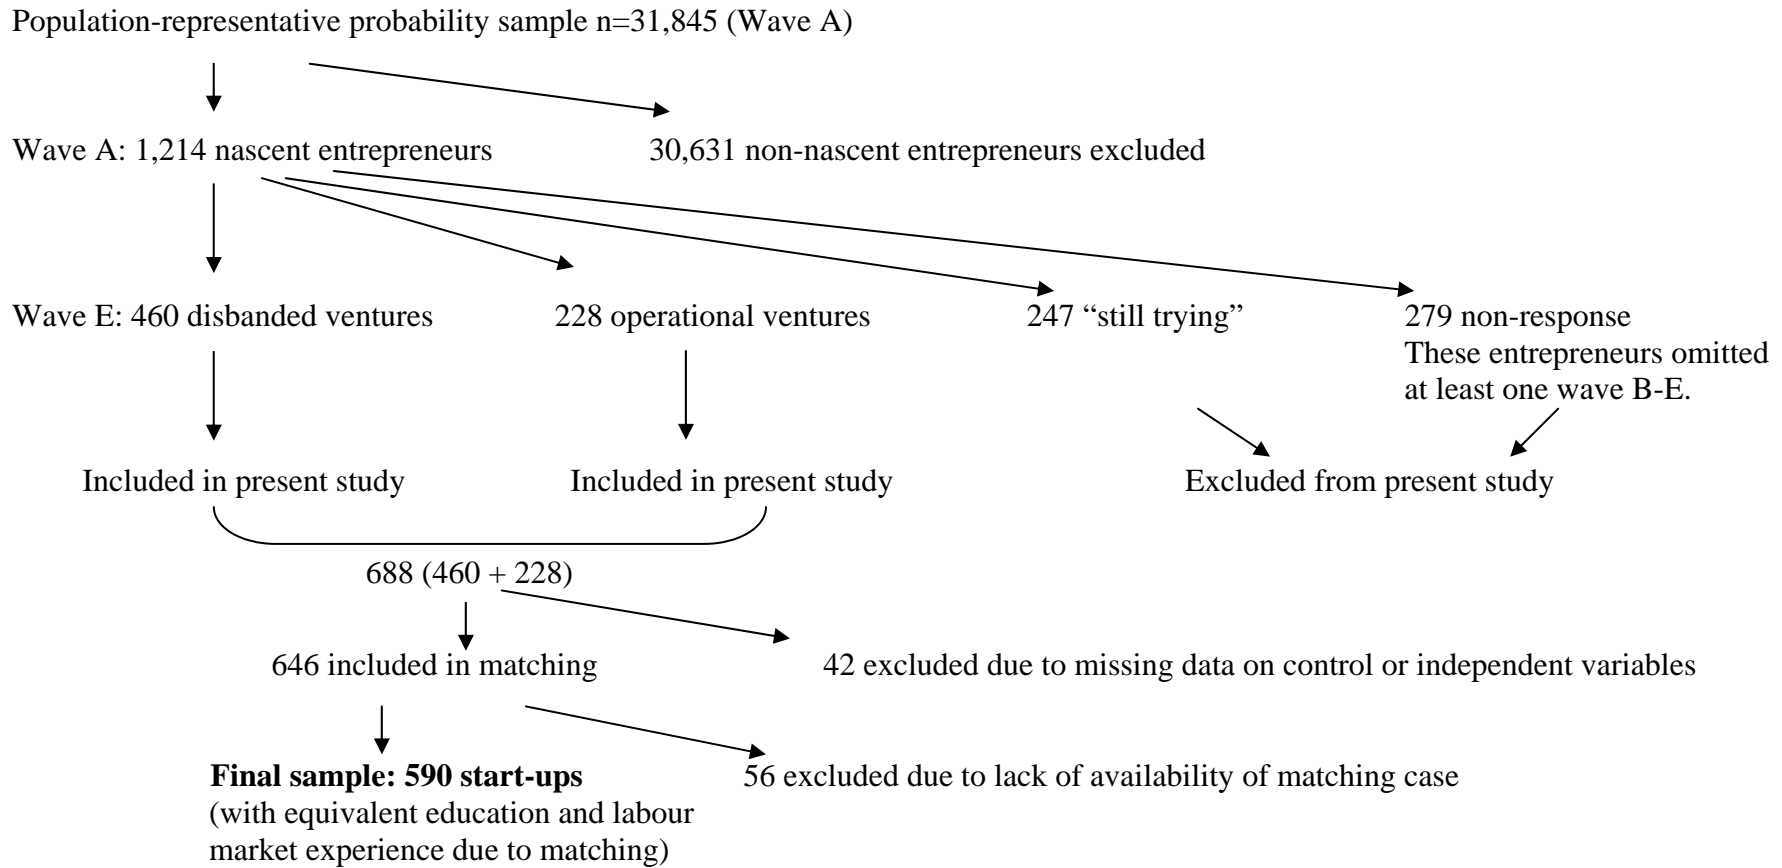 Population-representative probability sample n=31,845 (Wave A)
Wave A: 1,214 nascent entrepreneurs
30,631 non-nascent entrepreneurs excluded
Wave E: 460 disbanded ventures
228 operational ventures
247 “still trying”
279 non-response
These entrepreneurs omitted
at least one wave B-E.
Included in present study
Included in present study
Excluded from present study
688 (460 + 228)
646 included in matching
42 excluded due to missing data on control or independent variables
Final sample: 590 start-ups
(with equivalent education and labour
market experience due to matching)
56 excluded due to lack of availability of matching case